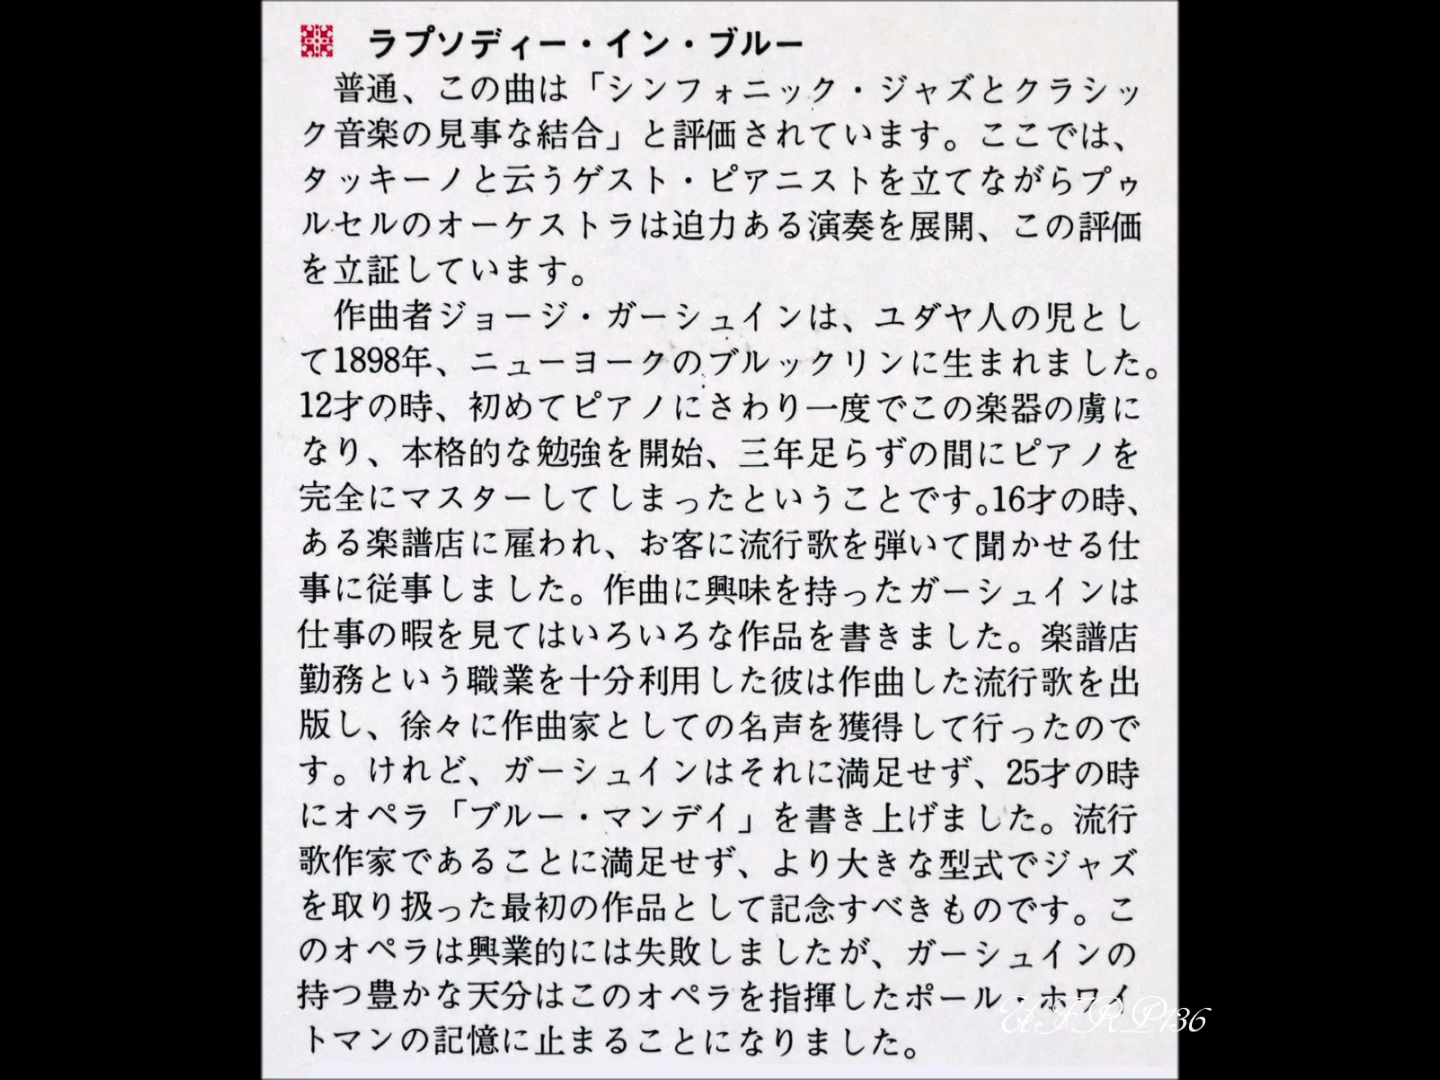 ラプソディー・イン・ブルー
普通、この曲は「シンフォニック・ジャズとクラシッ
ク音楽の見事な結合」と評価されています。ここでは、
タッキーノと云うゲスト・ピアニストを立てながらプゥ
ルセルのオーケストラは迫力ある演奏を展開、この評価
を立証しています。
作曲者ジョージ・ガーシュインは、ユダヤ人の児とし
て1898年、ニューヨークのブルックリンに生まれました。
12才の時、初めてピアノにさわり一度でこの楽器の虜に
なり、本格的な勉強を開始、三年足らずの間にピアノを
完全にマスターしてしまったということです。16才の時、
ある楽譜店に雇われ、お客に流行歌を弾いて聞かせる仕
事に従事しました。作曲に興味を持ったガーシュインは
仕事の暇を見てはいろいろな作品を書きました。楽譜店
勤務という職業を十分利用した彼は作曲した流行歌を出
版し、徐々に作曲家としての名声を獲得して行ったので
す。けれど、ガーシュインはそれに満足せず、25才の時
にオペラ「ブルー・マンデイ」を書き上げました。流行
歌作家であることに満足せず、より大きな型式でジャズ
を取り扱った最初の作品として記念すべきものです。こ
のオペラは興業的には失敗しましたが、ガーシュインの
持つ豊かな天分はこのオペラを指揮したポール・ホワイ
トマンの記憶に止まることになりました。